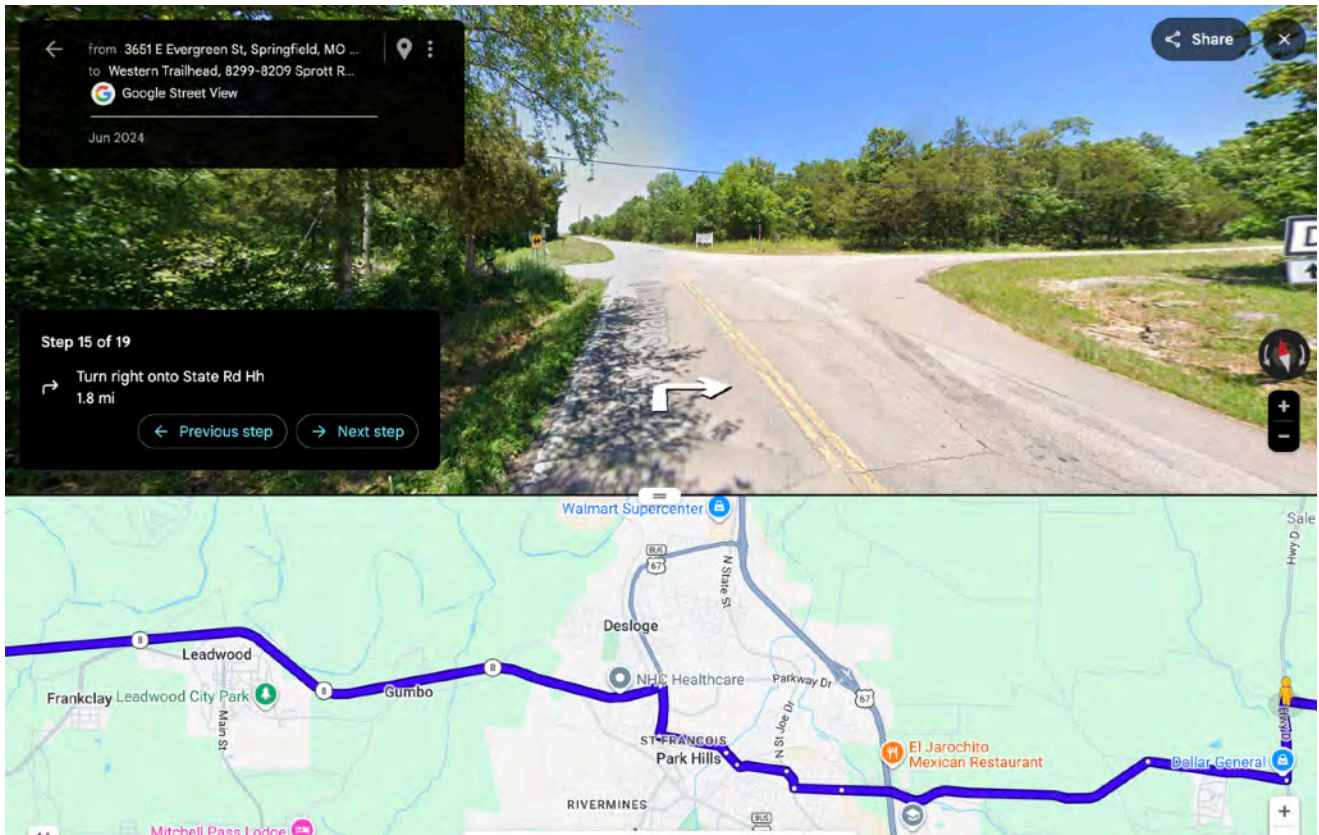 from 3651 E Evergreen St, Springfield, MO ...
to Western Trailhead, 8299-8209 Sprott R...
Google Street View
Jun 2024
Share
D
Step 15 of 19
Turn right onto State Rd Hh
1.8 mi
Previous step
Next step
Walmart Supercenter
BUS
67
N State St
Hwy D
Sale
Desloge
8
Leadwood
8
NHC Healthcare
Parkway Dr
Frankclay
Leadwood City Park
8
Gumbo
67
Main St
N St Joe Dr
Hwy D
ST FRANCOIS
Park Hills
El Jarochito
Mexican Restaurant
Dollar General
RIVERMINES
BUS
Mitchell Pass Lodge